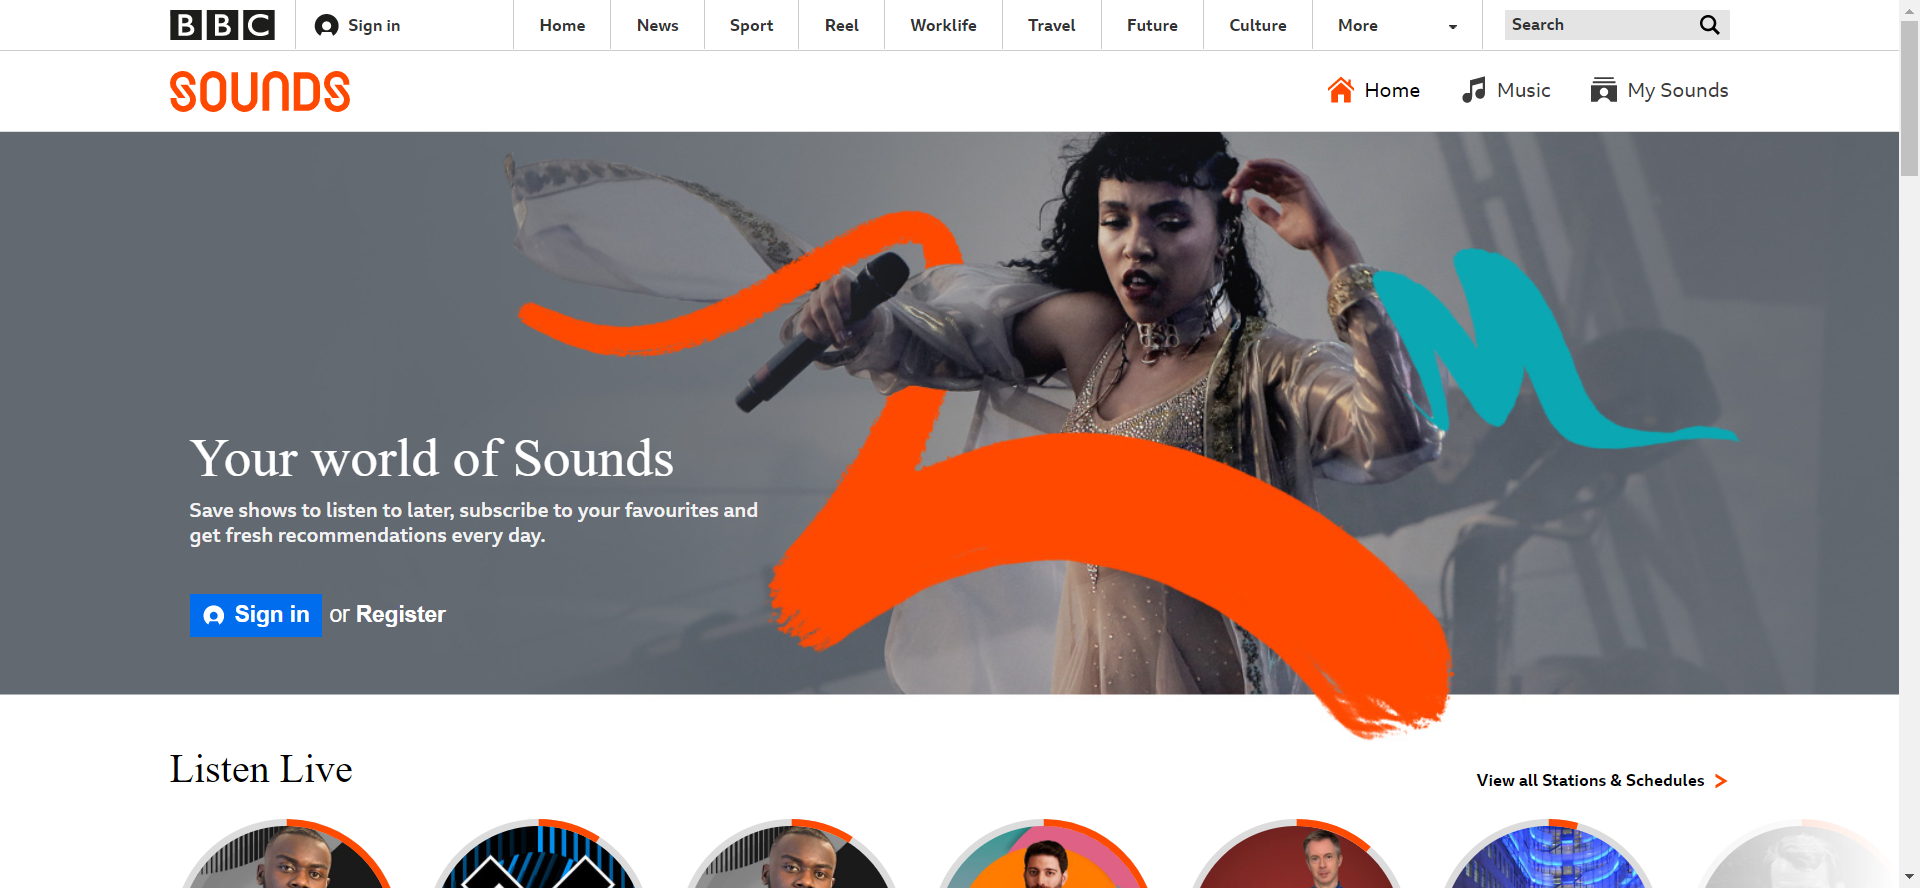 BBC
Sign in
Home
News
Sport
Reel
Worklife
Travel
Future
Culture
More
Search
SOUNDS
Home
Music
My Sounds
Your world of Sounds
Save shows to listen to later, subscribe to your favourites and
get fresh recommendations every day.
Sign in or Register
Listen Live
View all Stations & Schedules